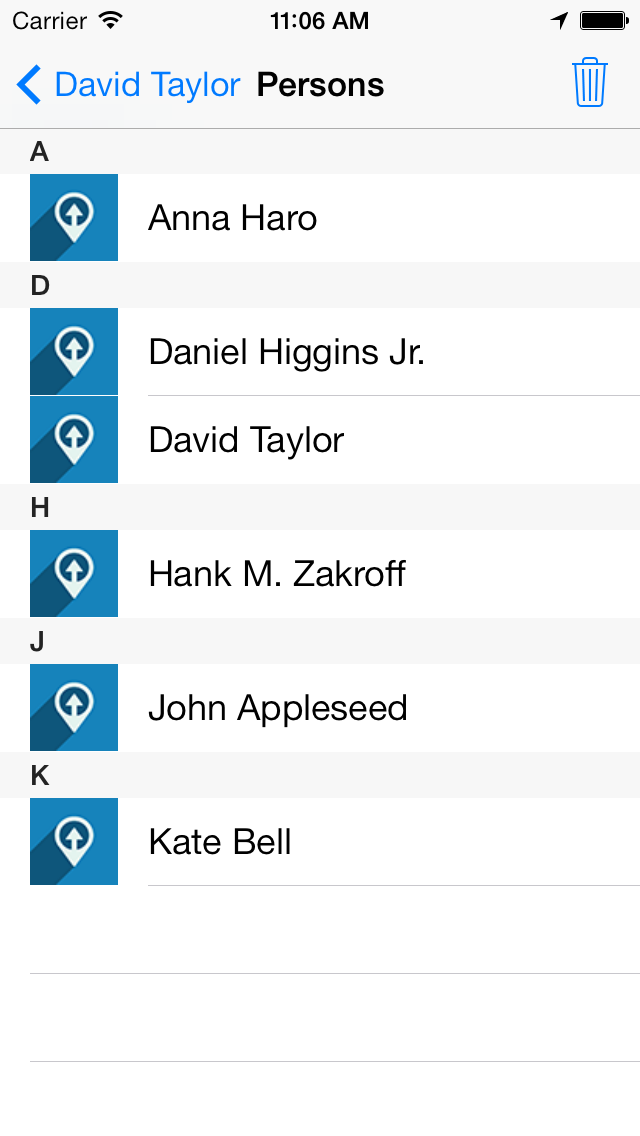 Carrier 11:06 AM
David Taylor Persons
A
Anna Haro
D
Daniel Higgins Jr.
David Taylor
H
Hank M. Zakroff
J
John Appleseed
K
Kate Bell